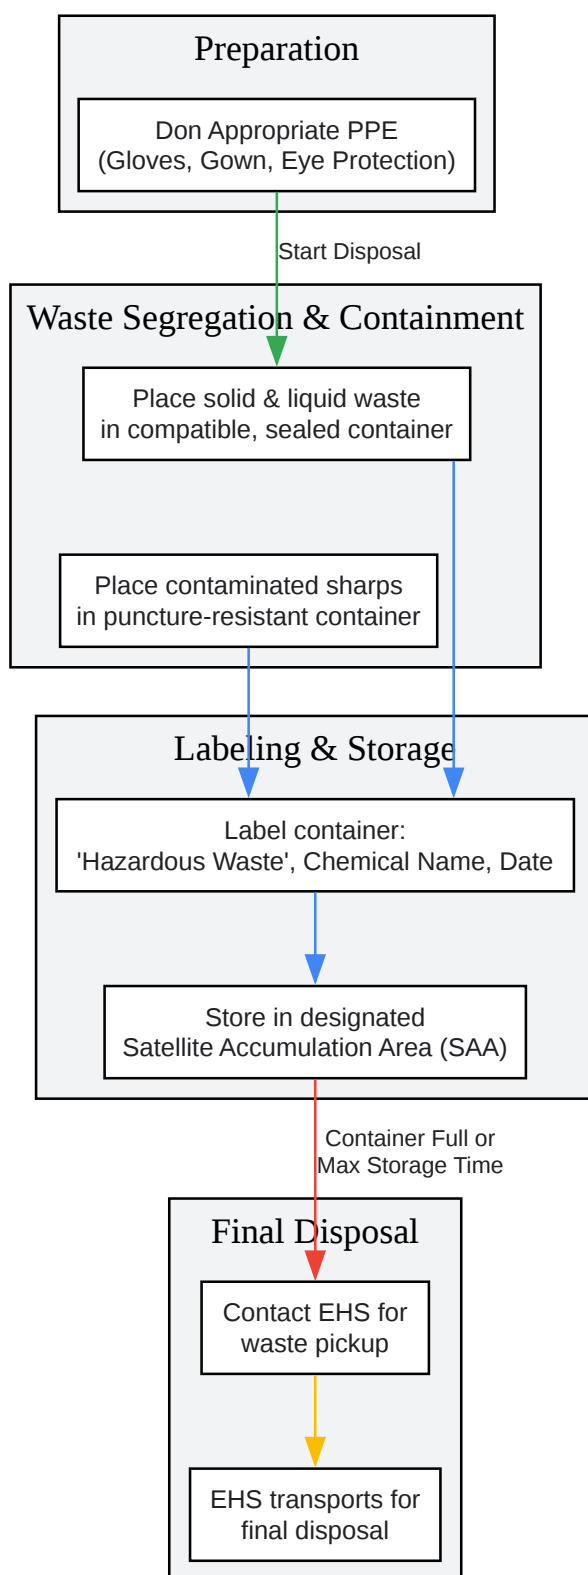 Preparation
Don Appropriate PPE
(Gloves, Gown, Eye Protection)
Start Disposal
Waste Segregation & Containment
Place solid & liquid waste
in compatible, sealed container
Place contaminated sharps
in puncture-resistant container
Labeling & Storage
Label container:
'Hazardous Waste', Chemical Name, Date
Store in designated
Satellite Accumulation Area (SAA)
Container Full or
Max Storage Time
Final Disposal
Contact EHS for
waste pickup
EHS transports for
final disposal